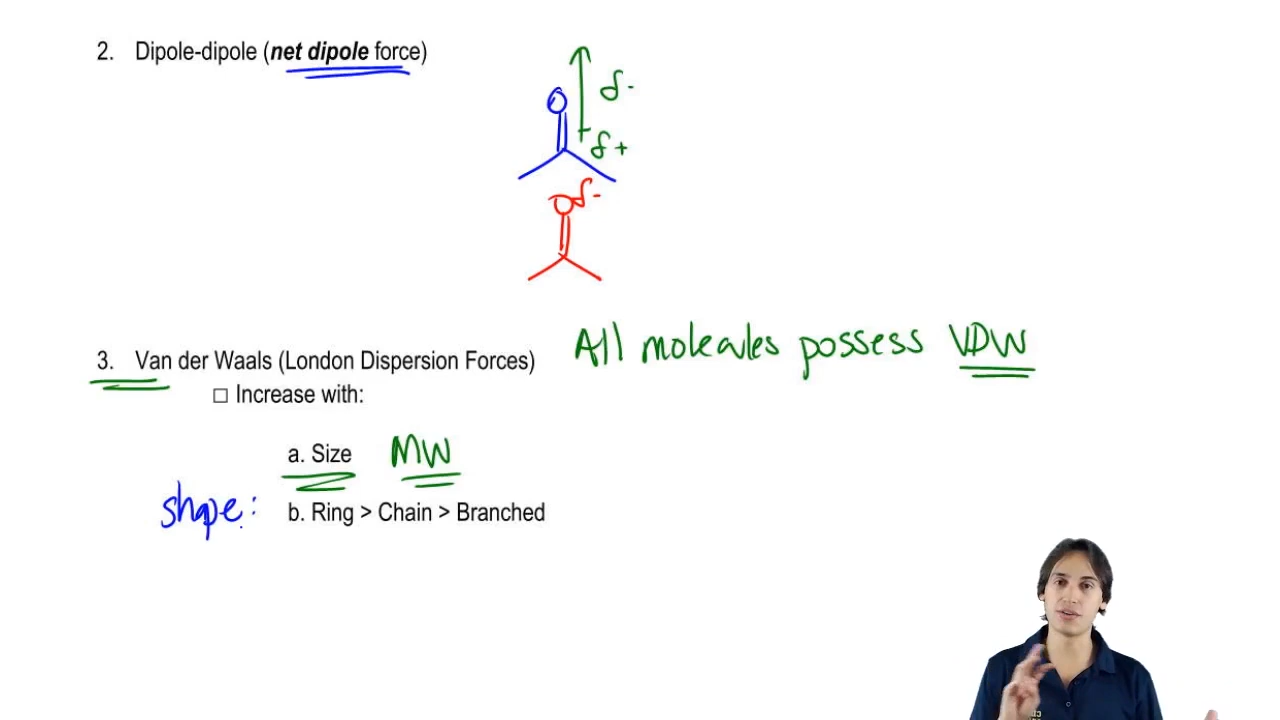 2. Dipole-dipole (net dipole force)
δ-
O
δ+
Oδ-
All molecules possess VDW
3. Van der Waals (London Dispersion Forces)
□ Increase with:
a. Size MW
shape: b. Ring > Chain > Branched